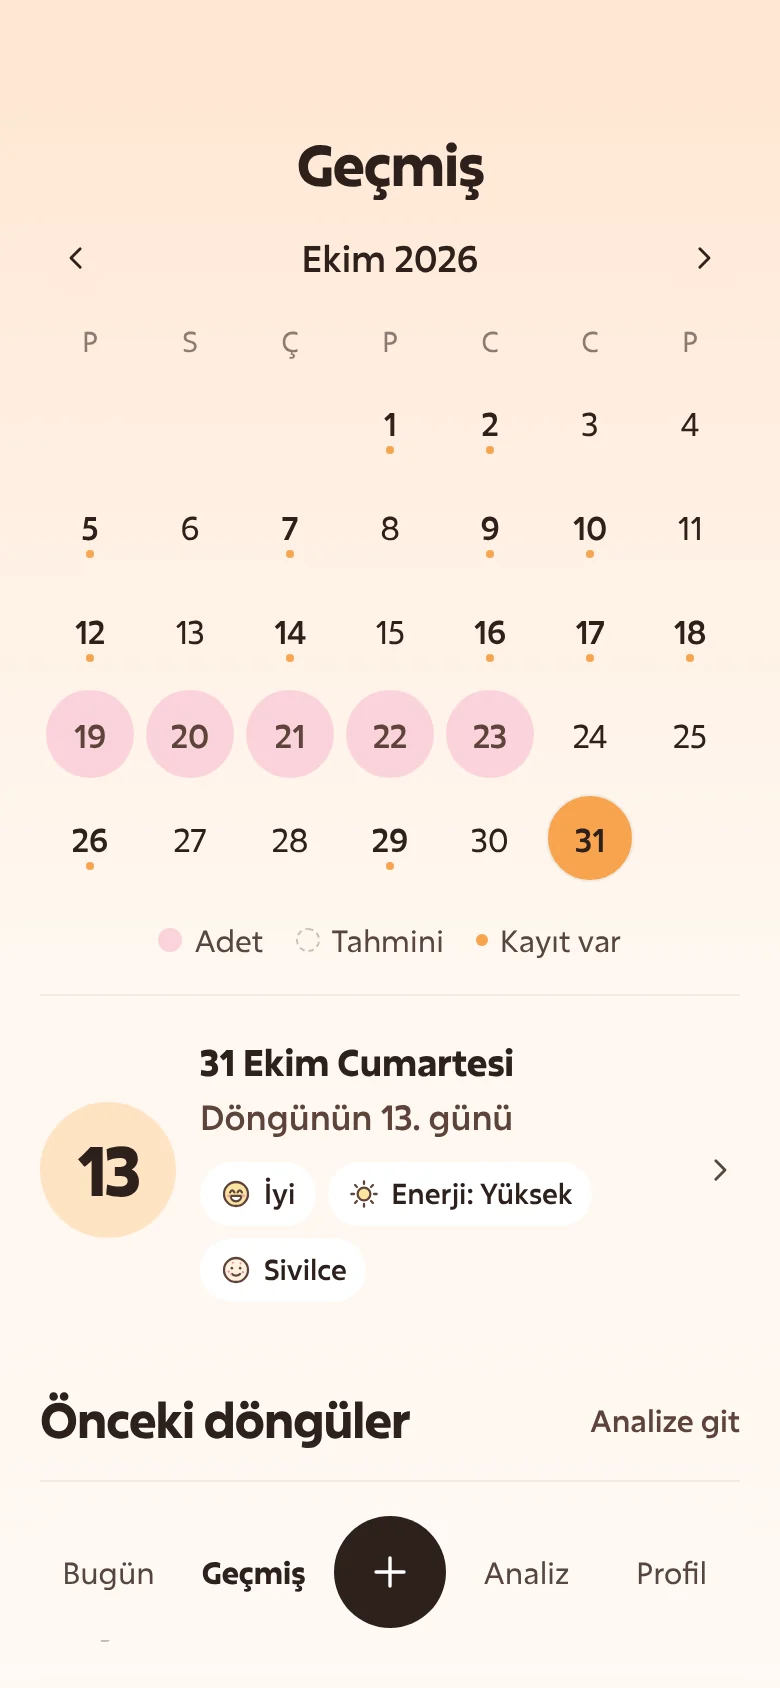 Geçmiş
Ekim 2026
P S Ç P C C P
1 2 3 4
5 6 7 8 9 10 11
12 13 14 15 16 17 18
19 20 21 22 23 24 25
26 27 28 29 30 31
Adet Tahmini Kayıt var
31 Ekim Cumartesi
Döngünün 13. günü
13
İyi Enerji: Yüksek
Sivilce
Önceki döngüler Analize git
Bugün Geçmiş + Analiz Profil